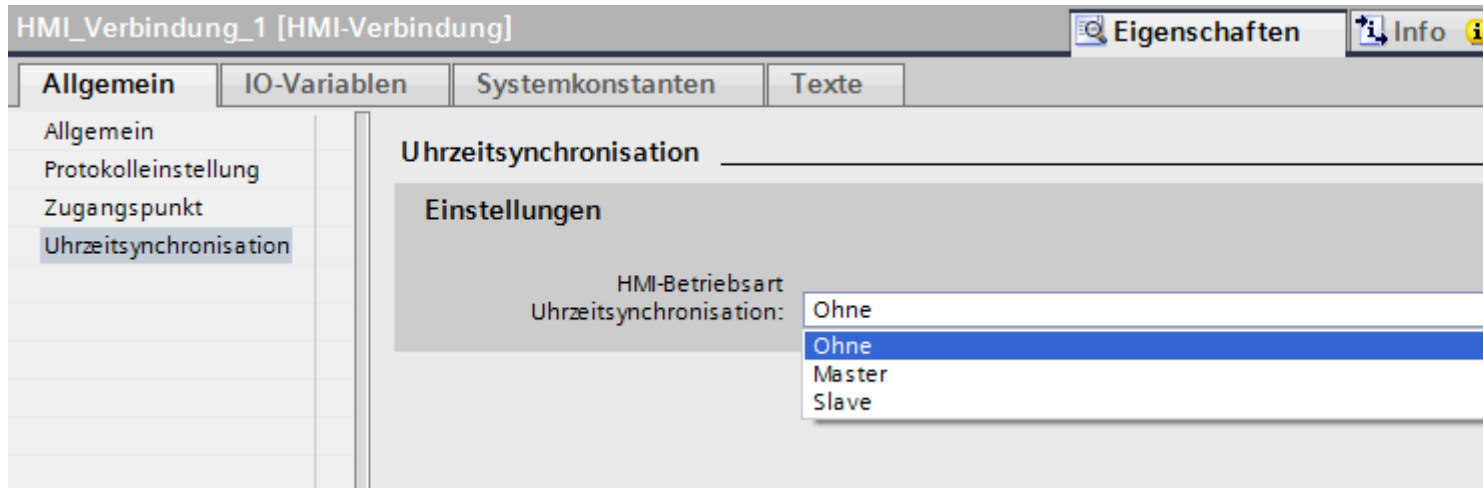 HMI_Verbindung_1 [HMI-Verbindung]
Eigenschaften
Info
Allgemein
IO-Variablen
Systemkonstanten
Texte
Allgemein
Protokolleinstellung
Zugangspunkt
Uhrzeitsynchronisation
Uhrzeitsynchronisation
Einstellungen
HMI-Betriebsart
Uhrzeitsynchronisation:
Ohne
Ohne
Master
Slave